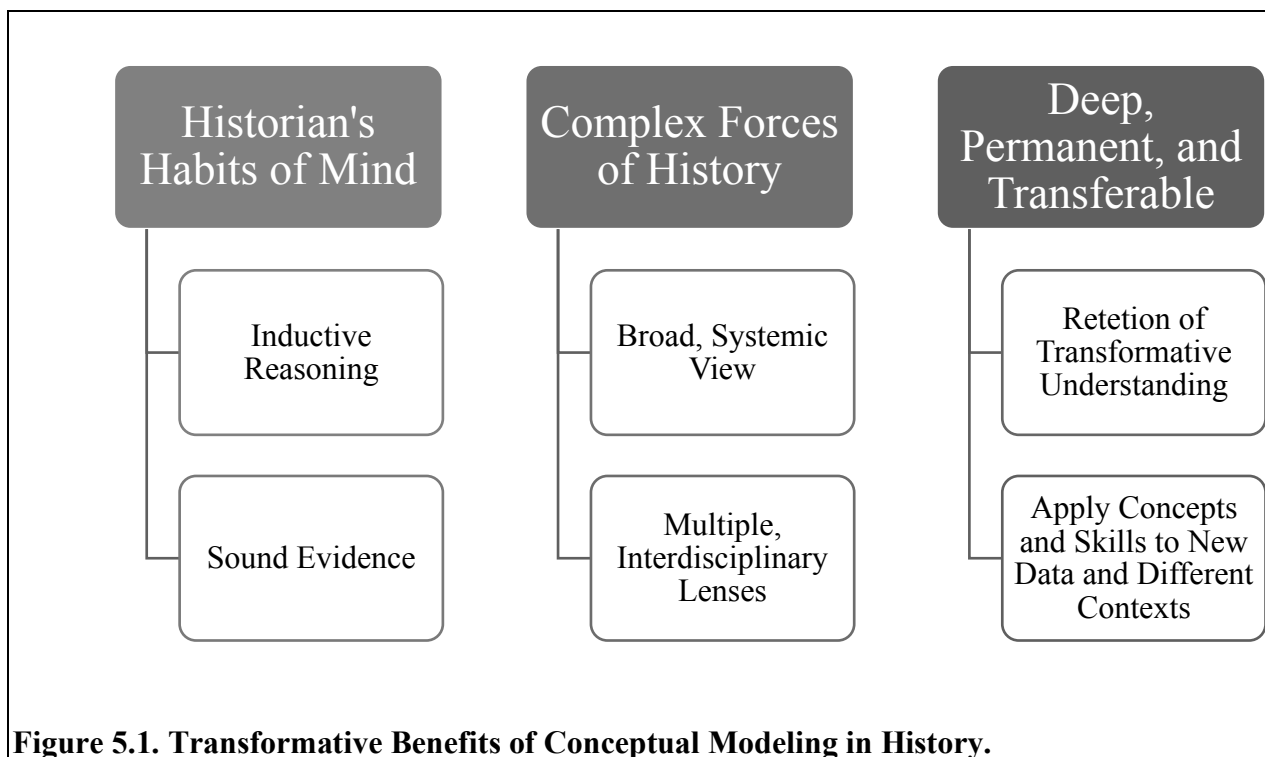 Historian's
Habits of Mind
Inductive
Reasoning
Sound Evidence
Complex Forces
of History
Broad, Systemic
View
Multiple,
Interdisciplinary
Lenses
Deep,
Permanent, and
Transferable
Retetion of
Transformative
Understanding
Apply Concepts
and Skills to New
Data and Different
Contexts
Figure 5.1. Transformative Benefits of Conceptual Modeling in History.